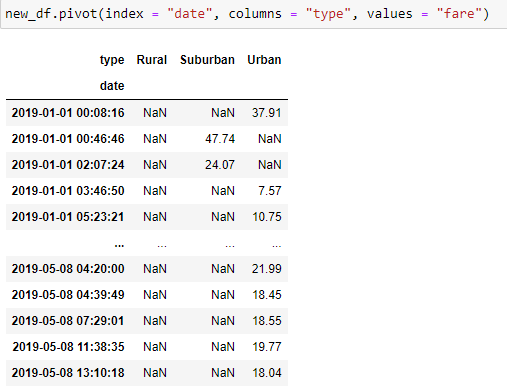 new_df.pivot(index = "date", columns = "type", values = "fare")
type Rural Suburban Urban
date
2019-01-01 00:08:16 NaN NaN 37.91
2019-01-01 00:46:46 NaN 47.74 NaN
2019-01-01 02:07:24 NaN 24.07 NaN
2019-01-01 03:46:50 NaN NaN 7.57
2019-01-01 05:23:21 NaN NaN 10.75
... ... ... ...
2019-05-08 04:20:00 NaN NaN 21.99
2019-05-08 04:39:49 NaN NaN 18.45
2019-05-08 07:29:01 NaN NaN 18.55
2019-05-08 11:38:35 NaN NaN 19.77
2019-05-08 13:10:18 NaN NaN 18.04